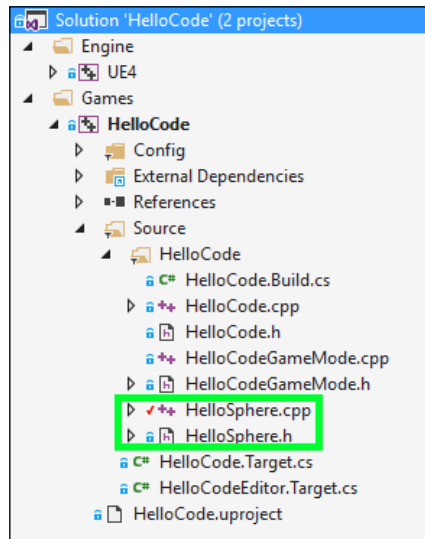 Solution 'HelloCode' (2 projects)
Engine
UE4
Games
HelloCode
Config
External Dependencies
References
Source
HelloCode
C# HelloCode.Build.cs
++ HelloCode.cpp
h HelloCode.h
++ HelloCodeGameMode.cpp
h HelloCodeGameMode.h
++ HelloSphere.cpp
h HelloSphere.h
C# HelloCode.Target.cs
C# HelloCodeEditor.Target.cs
HelloCode.uproject